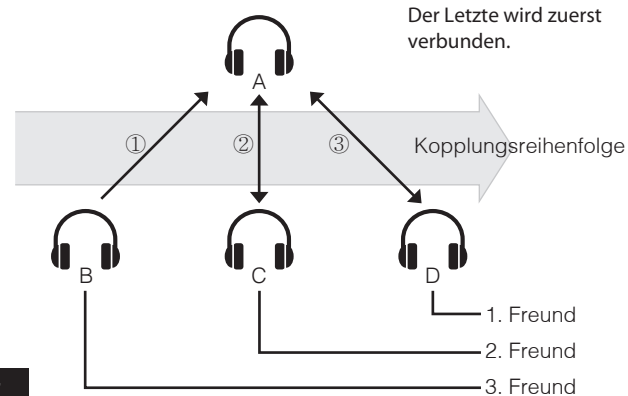 Der Letzte wird zuerst
verbunden.
A
① ② ③ Kopplungsreihenfolge
B C D
1. Freund
2. Freund
3. Freund